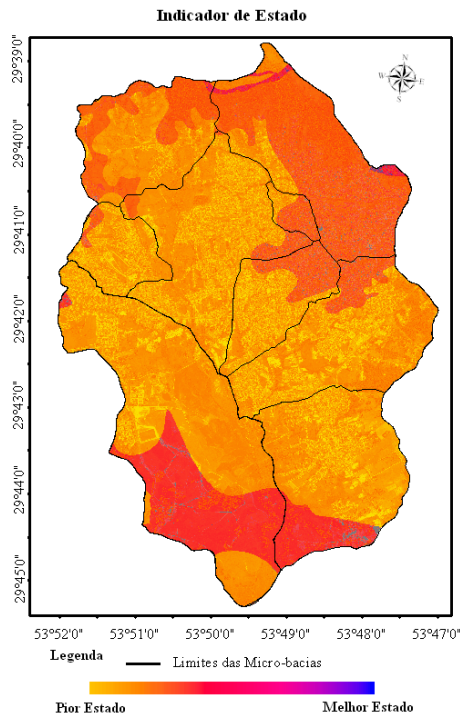 Indicador de Estado
29°39'0"
29°40'0"
29°41'0"
29°42'0"
29°43'0"
29°44'0"
29°45'0"
N
W
E
S
53°52'0"
53°51'0"
53°50'0"
53°49'0"
53°48'0"
53°47'0"
Legenda
Limites das Micro-bacias
Pior Estado
Melhor Estado